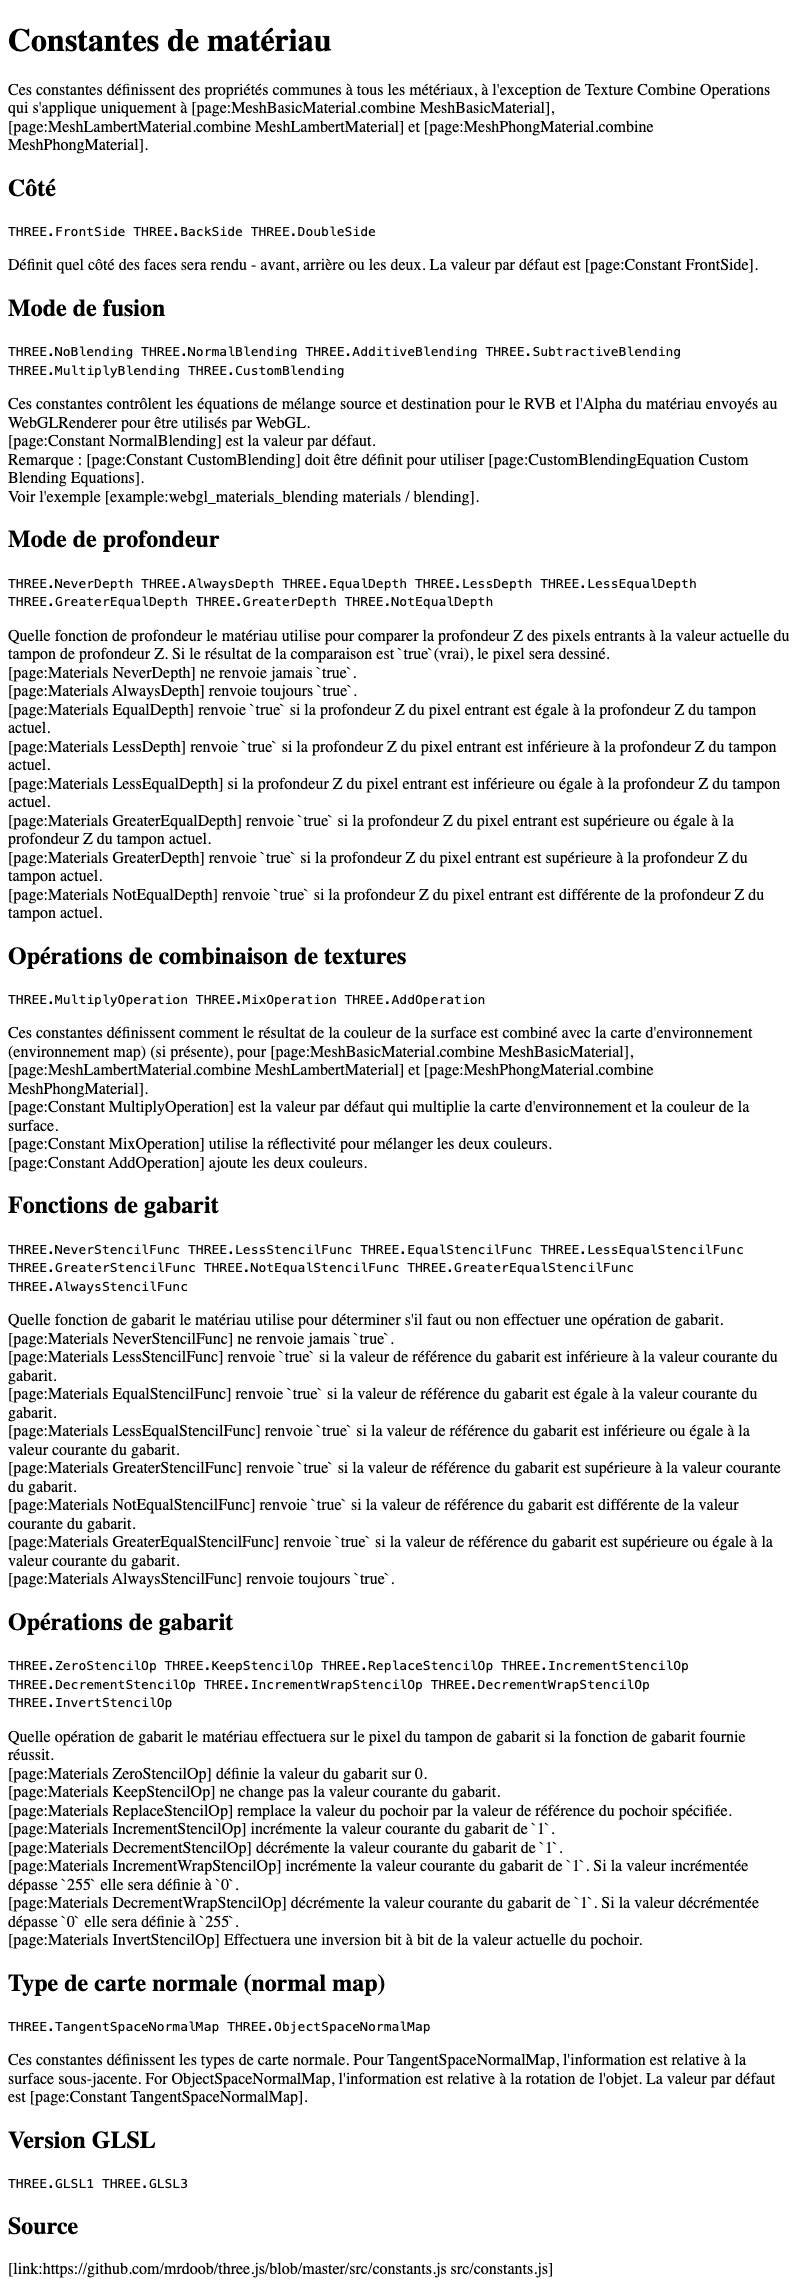 Constantes de matériau
Ces constantes définissent des propriétés communes à tous les métériaux, à l'exception de Texture Combine Operations
qui s'applique uniquement à [page:MeshBasicMaterial.combine MeshBasicMaterial],
[page:MeshLambertMaterial.combine MeshLambertMaterial] et [page:MeshPhongMaterial.combine
MeshPhongMaterial].
Côté
THREE.FrontSide THREE.BackSide THREE.DoubleSide
Définit quel côté des faces sera rendu - avant, arrière ou les deux. La valeur par défaut est [page:Constant FrontSide].
Mode de fusion
THREE.NoBlending THREE.NormalBlending THREE.AdditiveBlending THREE.SubtractiveBlending
THREE.MultiplyBlending THREE.CustomBlending
Ces constantes contrôlent les équations de mélange source et destination pour le RVB et l'Alpha du matériau envoyés au
WebGLRenderer pour être utilisés par WebGL.
[page:Constant NormalBlending] est la valeur par défaut.
Remarque : [page:Constant CustomBlending] doit être définit pour utiliser [page:CustomBlendingEquation Custom
Blending Equations].
Voir l'exemple [example:webgl_materials_blending materials / blending].
Mode de profondeur
THREE.NeverDepth THREE.AlwaysDepth THREE.EqualDepth THREE.LessDepth THREE.LessEqualDepth
THREE.GreaterEqualDepth THREE.GreaterDepth THREE.NotEqualDepth
Quelle fonction de profondeur le matériau utilise pour comparer la profondeur Z des pixels entrants à la valeur actuelle du
tampon de profondeur Z. Si le résultat de la comparaison est `true`(vrai), le pixel sera dessiné.
[page:Materials NeverDepth] ne renvoie jamais `true`.
[page:Materials AlwaysDepth] renvoie toujours `true`.
[page:Materials EqualDepth] renvoie `true` si la profondeur Z du pixel entrant est égale à la profondeur Z du tampon
actuel.
[page:Materials LessDepth] renvoie `true` si la profondeur Z du pixel entrant est inférieure à la profondeur Z du tampon
actuel.
[page:Materials LessEqualDepth] si la profondeur Z du pixel entrant est inférieure ou égale à la profondeur Z du tampon
actuel.
[page:Materials GreaterEqualDepth] renvoie `true` si la profondeur Z du pixel entrant est supérieure ou égale à la
profondeur Z du tampon actuel.
[page:Materials GreaterDepth] renvoie `true` si la profondeur Z du pixel entrant est supérieure à la profondeur Z du
tampon actuel.
[page:Materials NotEqualDepth] renvoie `true` si la profondeur Z du pixel entrant est différente de la profondeur Z du
tampon actuel.
Opérations de combinaison de textures
THREE.MultiplyOperation THREE.MixOperation THREE.AddOperation
Ces constantes définissent comment le résultat de la couleur de la surface est combiné avec la carte d'environnement
(environnement map) (si présente), pour [page:MeshBasicMaterial.combine MeshBasicMaterial],
[page:MeshLambertMaterial.combine MeshLambertMaterial] et [page:MeshPhongMaterial.combine
MeshPhongMaterial].
[page:Constant MultiplyOperation] est la valeur par défaut qui multiplie la carte d'environnement et la couleur de la
surface.
[page:Constant MixOperation] utilise la réflectivité pour mélanger les deux couleurs.
[page:Constant AddOperation] ajoute les deux couleurs.
Fonctions de gabarit
THREE.NeverStencilFunc THREE.LessStencilFunc THREE.EqualStencilFunc THREE.LessEqualStencilFunc
THREE.GreaterStencilFunc THREE.NotEqualStencilFunc THREE.GreaterEqualStencilFunc
THREE.AlwaysStencilFunc
Quelle fonction de gabarit le matériau utilise pour déterminer s'il faut ou non effectuer une opération de gabarit.
[page:Materials NeverStencilFunc] ne renvoie jamais `true`.
[page:Materials LessStencilFunc] renvoie `true` si la valeur de référence du gabarit est inférieure à la valeur courante du
gabarit.
[page:Materials EqualStencilFunc] renvoie `true` si la valeur de référence du gabarit est égale à la valeur courante du
gabarit.
[page:Materials LessEqualStencilFunc] renvoie `true` si la valeur de référence du gabarit est inférieure ou égale à la
valeur courante du gabarit.
[page:Materials GreaterStencilFunc] renvoie `true` si la valeur de référence du gabarit est supérieure à la valeur courante
du gabarit.
[page:Materials NotEqualStencilFunc] renvoie `true` si la valeur de référence du gabarit est différente de la valeur
courante du gabarit.
[page:Materials GreaterEqualStencilFunc] renvoie `true` si la valeur de référence du gabarit est supérieure ou égale à la
valeur courante du gabarit.
[page:Materials AlwaysStencilFunc] renvoie toujours `true`.
Opérations de gabarit
THREE.ZeroStencilOp THREE.KeepStencilOp THREE.ReplaceStencilOp THREE.IncrementStencilOp
THREE.DecrementStencilOp THREE.IncrementWrapStencilOp THREE.DecrementWrapStencilOp
THREE.InvertStencilOp
Quelle opération de gabarit le matériau effectuera sur le pixel du tampon de gabarit si la fonction de gabarit fournie
réussit.
[page:Materials ZeroStencilOp] définie la valeur du gabarit sur 0.
[page:Materials KeepStencilOp] ne change pas la valeur courante du gabarit.
[page:Materials ReplaceStencilOp] remplace la valeur du pochoir par la valeur de référence du pochoir spécifiée.
[page:Materials IncrementStencilOp] incrémente la valeur courante du gabarit de `1`.
[page:Materials DecrementStencilOp] décrémente la valeur courante du gabarit de `1`.
[page:Materials IncrementWrapStencilOp] incrémente la valeur courante du gabarit de `1`. Si la valeur incrémentée
dépasse `255` elle sera définie à `0`.
[page:Materials DecrementWrapStencilOp] décrémente la valeur courante du gabarit de `1`. Si la valeur décrémentée
dépasse `0` elle sera définie à `255`.
[page:Materials InvertStencilOp] Effectuera une inversion bit à bit de la valeur actuelle du pochoir.
Type de carte normale (normal map)
THREE.TangentSpaceNormalMap THREE.ObjectSpaceNormalMap
Ces constantes définissent les types de carte normale. Pour TangentSpaceNormalMap, l'information est relative à la
surface sous-jacente. For ObjectSpaceNormalMap, l'information est relative à la rotation de l'objet. La valeur par défaut
est [page:Constant TangentSpaceNormalMap].
Version GLSL
THREE.GLSL1 THREE.GLSL3
Source
[link:https://github.com/mrdoob/three.js/blob/master/src/constants.js src/constants.js]